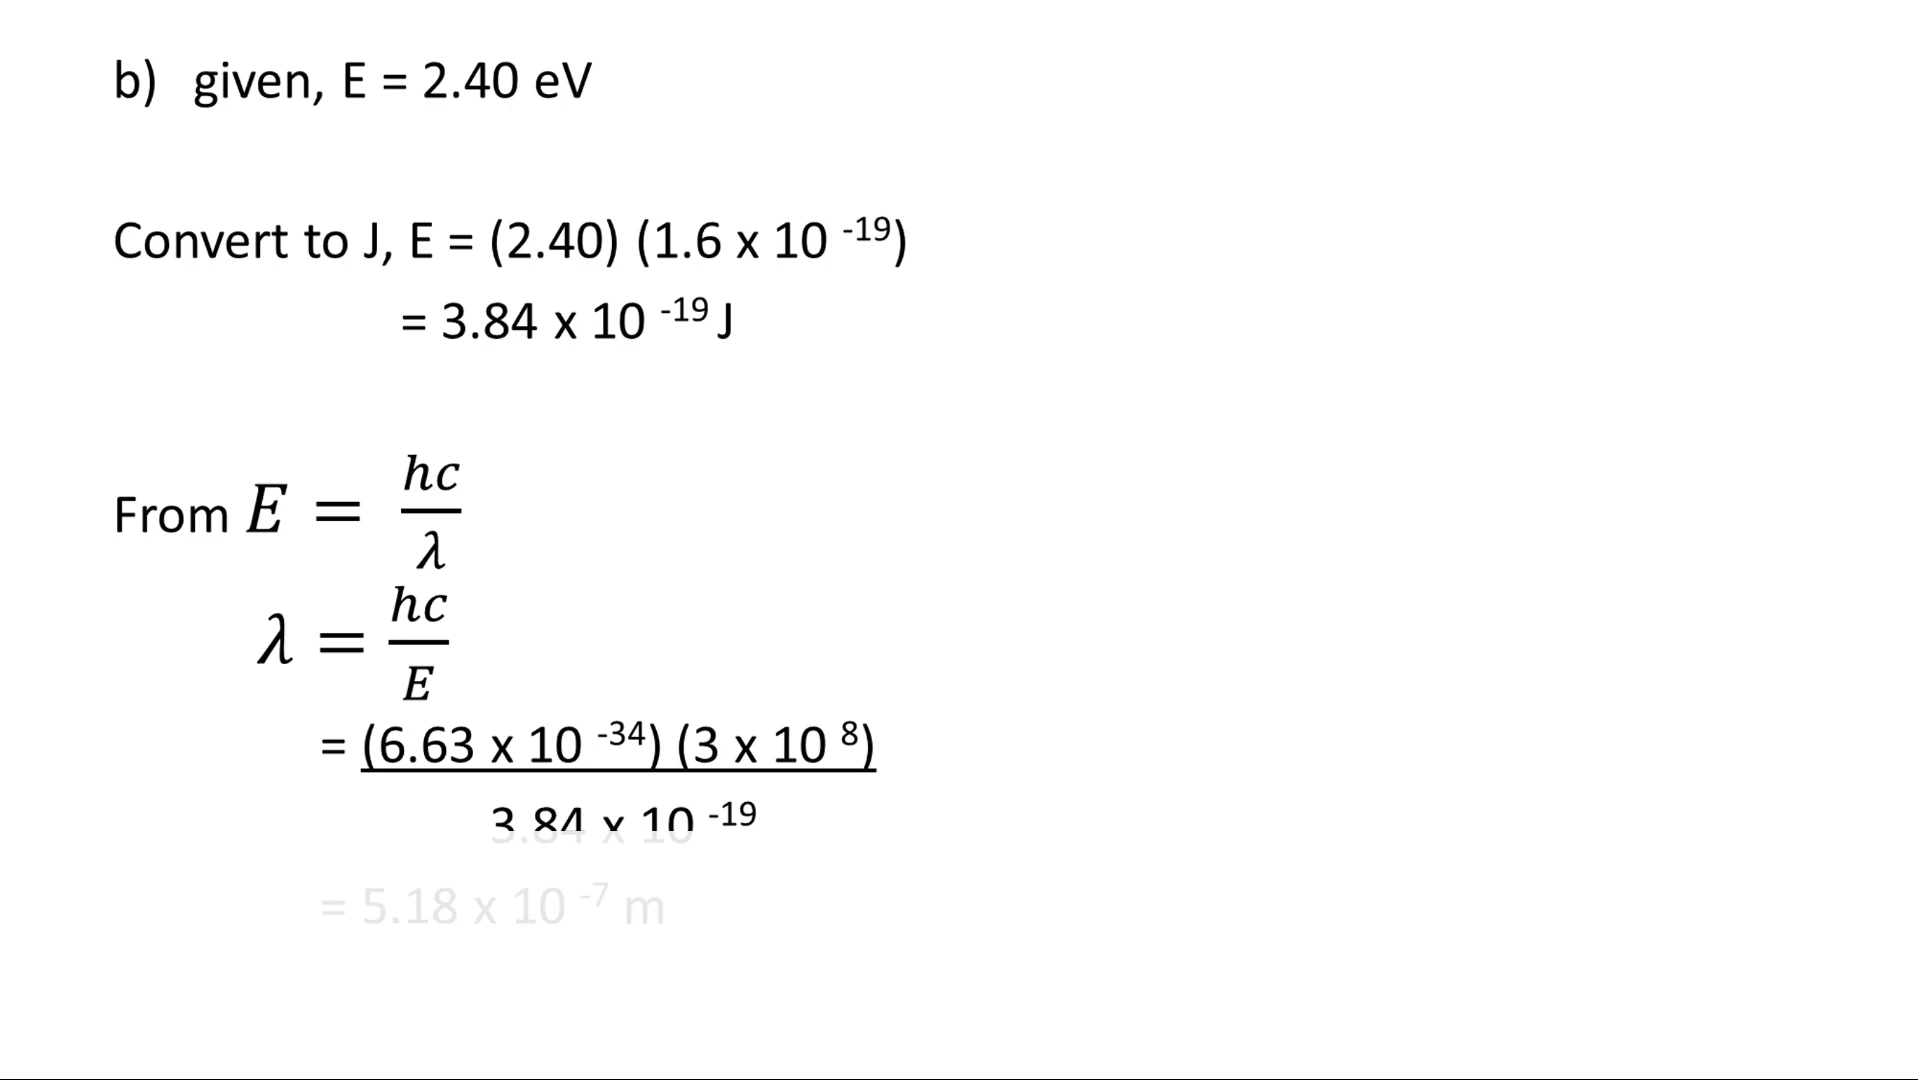 b) given, E = 2.40 eV
Convert to J, E = (2.40) (1.6 x 10 ⁻¹⁹)
= 3.84 x 10 ⁻¹⁹ J
From E = hc/λ
λ = hc/E
= (6.63 x 10 ⁻³⁴) (3 x 10 ⁸)
3.84 x 10 ⁻¹⁹
= 5.18 x 10 ⁻⁷ m